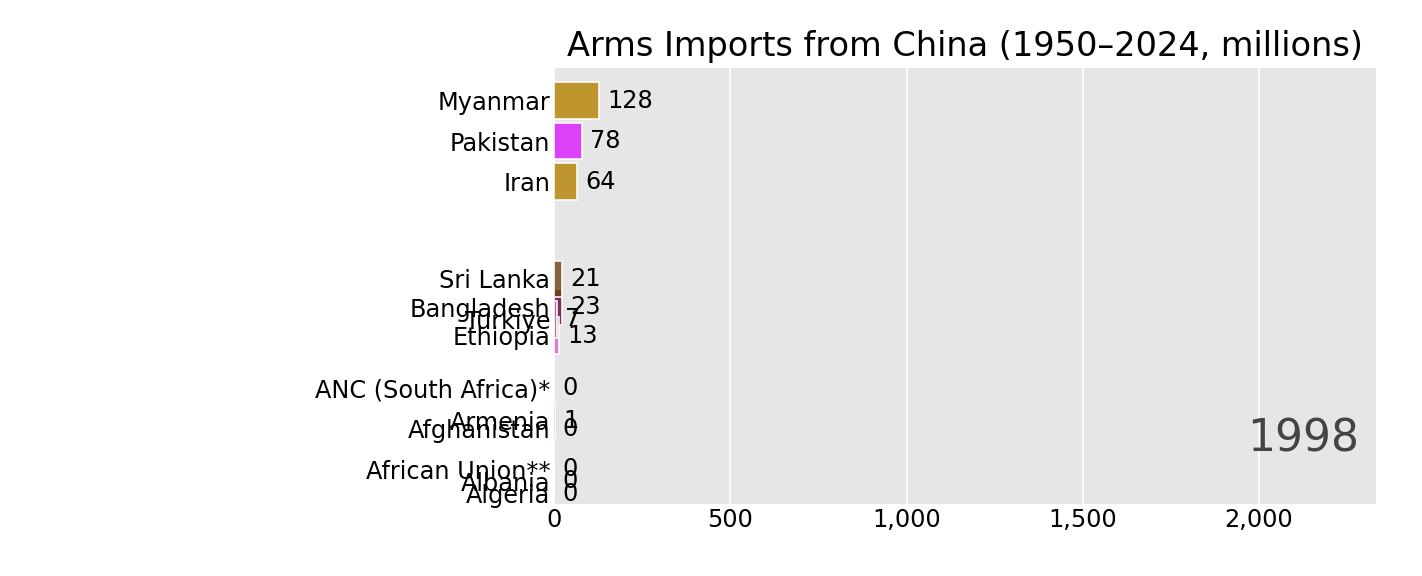 Arms Imports from China (1950–2024, millions)
Myanmar 128
Pakistan 78
Iran 64
Sri Lanka 21
Bangladesh 23
Türkiye 7
Ethiopia 13
ANC (South Africa)* 0
Armenia 1
Afghanistan 0
1998
African Union** 0
Albania 0
Algeria 0
0 500 1,000 1,500 2,000